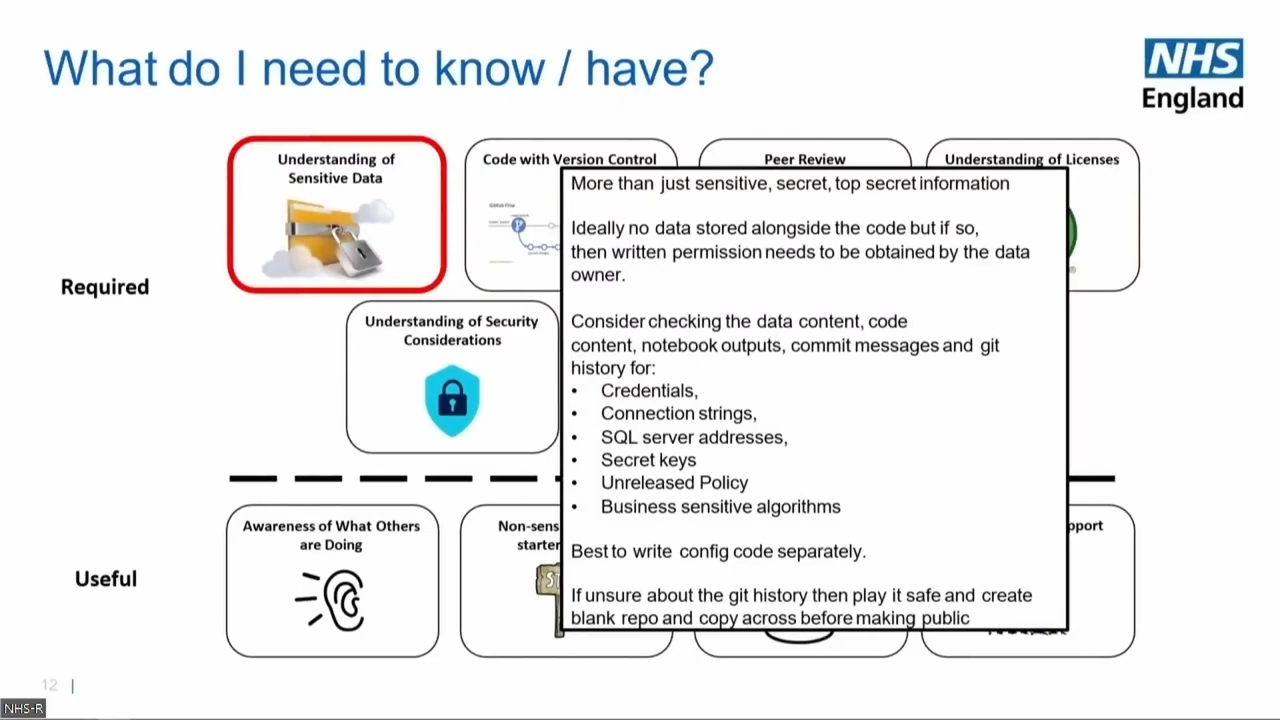 What do I need to know / have?
NHS
England
Understanding of
Sensitive Data
Code with Version Control
Peer Review
Understanding of Licenses
Required
Understanding of Security
Considerations
More than just sensitive, secret, top secret information
Ideally no data stored alongside the code but if so,
then written permission needs to be obtained by the data
owner.
Consider checking the data content, code
content, notebook outputs, commit messages and git
history for:
• Credentials,
• Connection strings,
• SQL server addresses,
• Secret keys
• Unreleased Policy
• Business sensitive algorithms
Best to write config code separately.
If unsure about the git history then play it safe and create
blank repo and copy across before making public
Useful
Awareness of What Others
are Doing
Non-sens
starter
pport
12 |
NHS-R